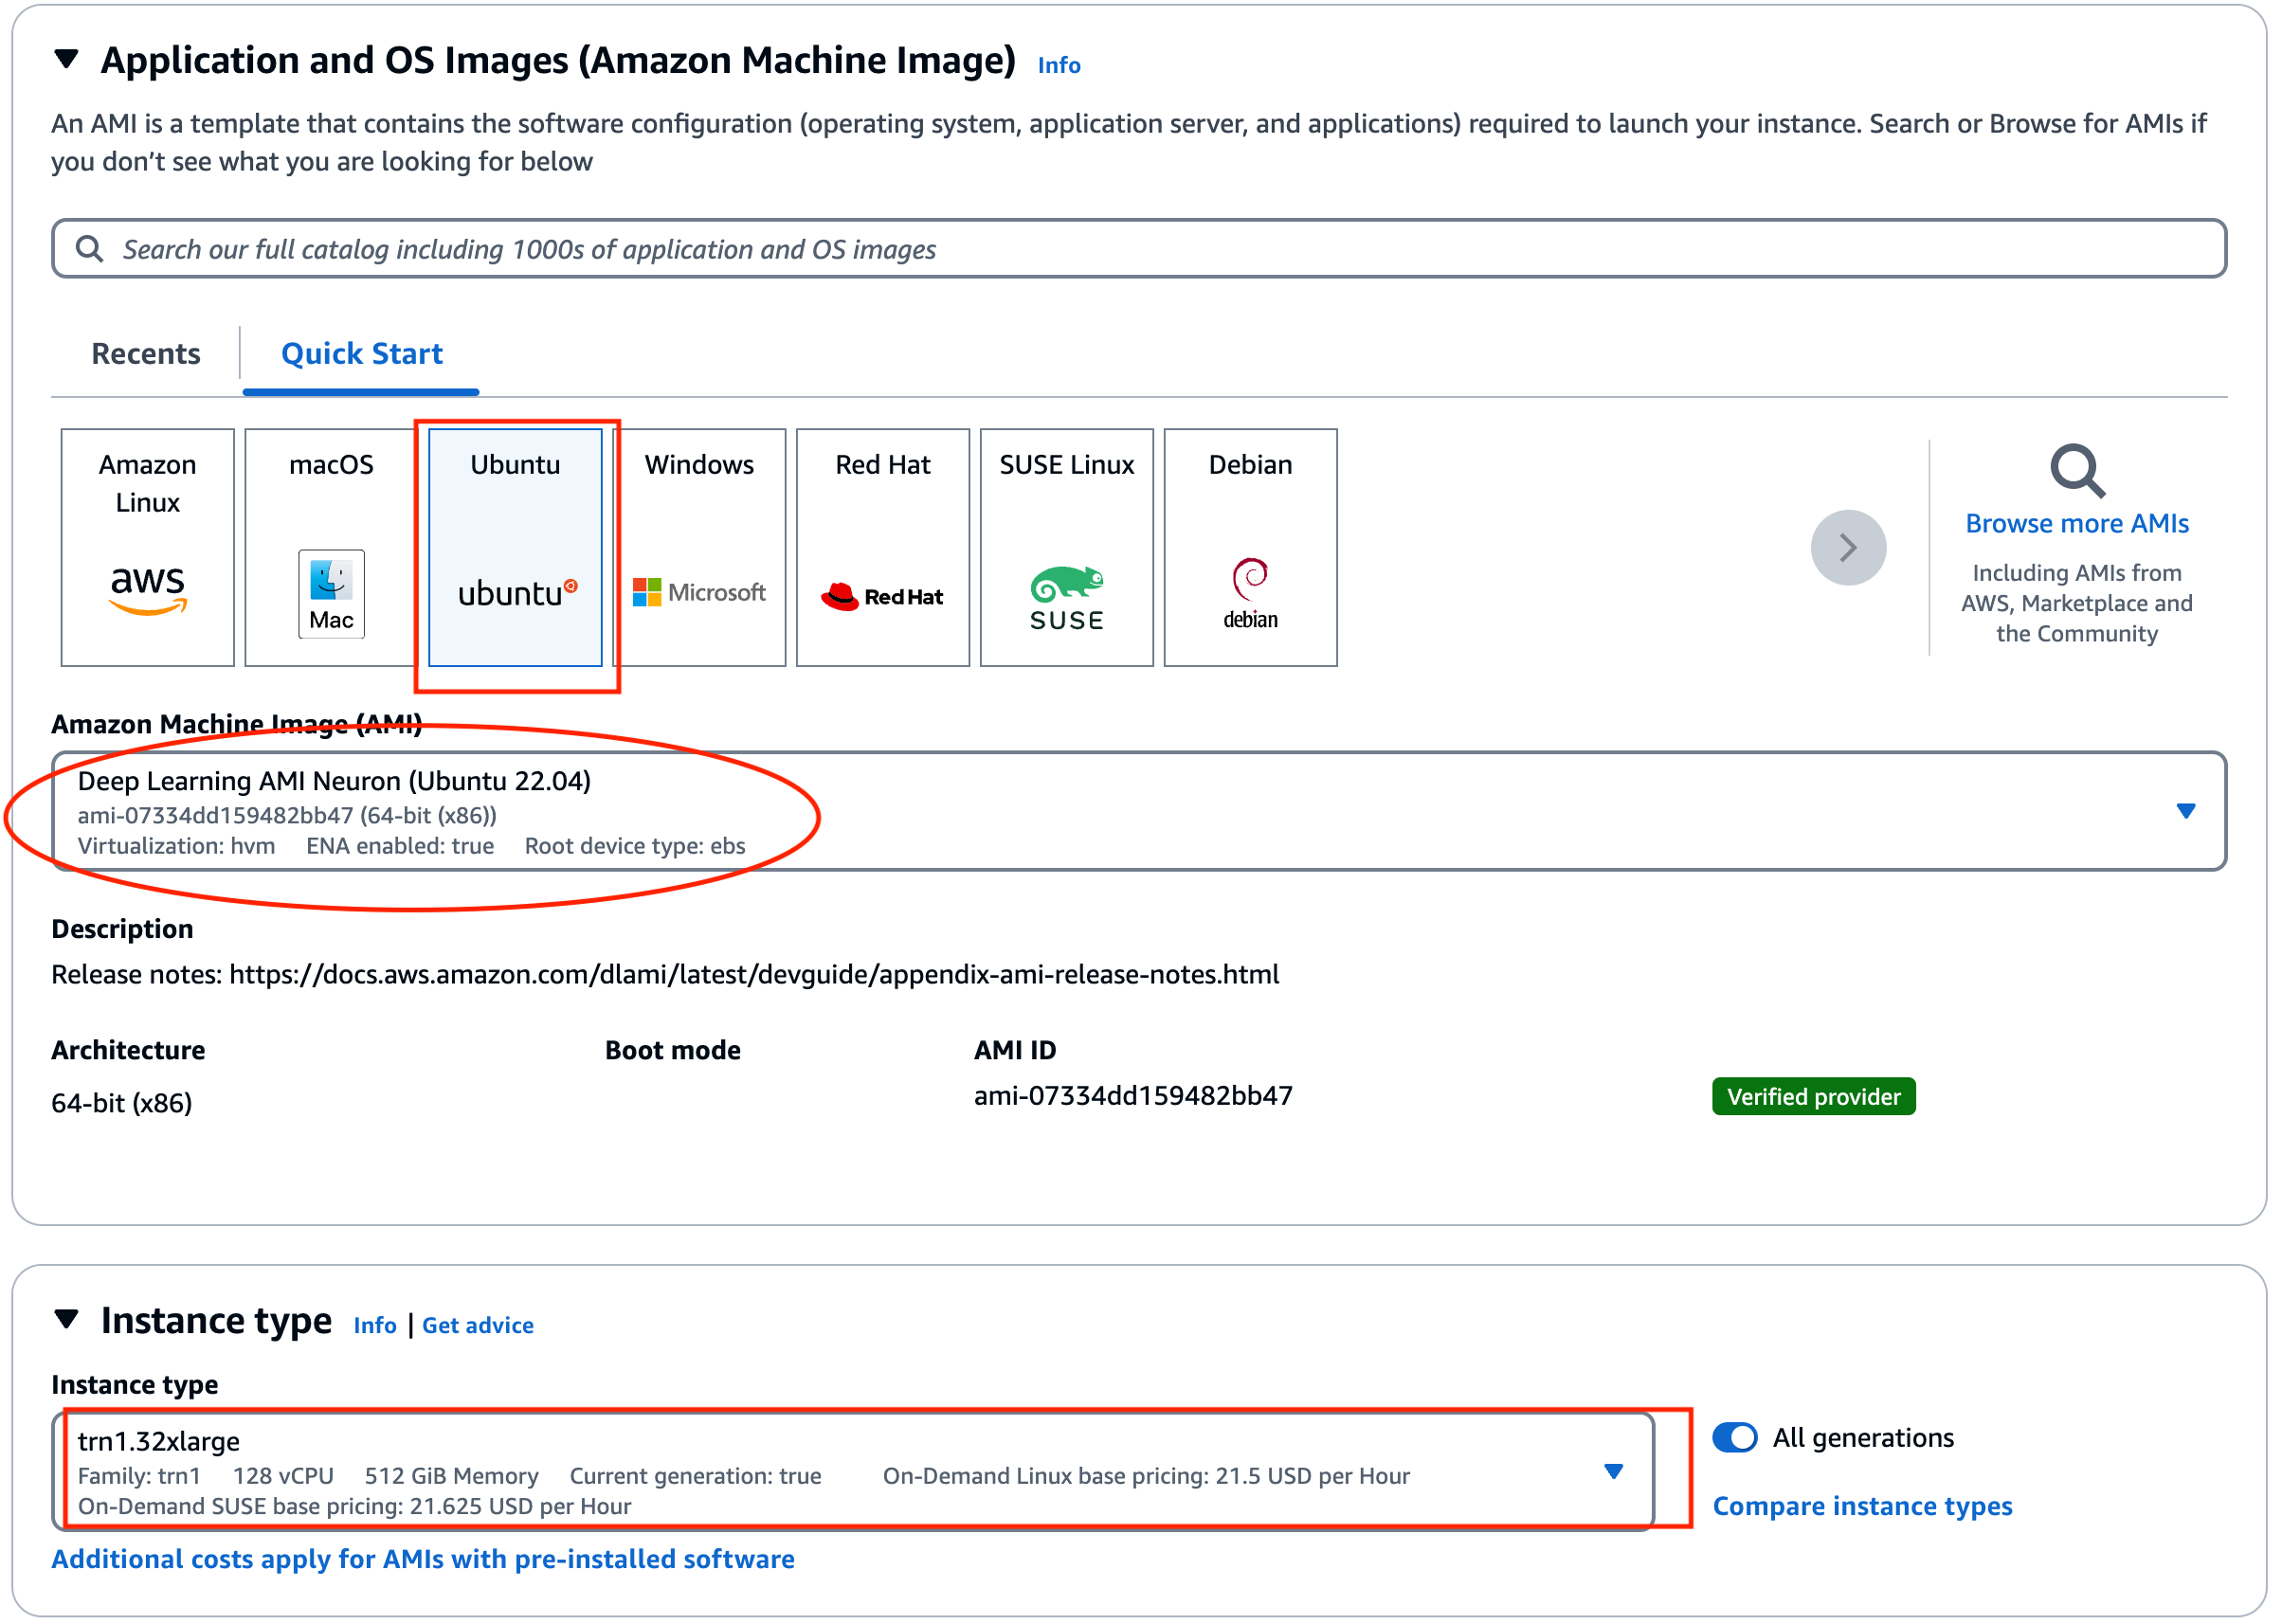 Application and OS Images (Amazon Machine Image) Info
An AMI is a template that contains the software configuration (operating system, application server, and applications) required to launch your instance. Search or Browse for AMIs if
you don’t see what you are looking for below
Search our full catalog including 1000s of application and OS images
Recents
Quick Start
Amazon
Linux
aws
macOS
Mac
Ubuntu
ubuntu
Windows
Microsoft
Red Hat
Red Hat
SUSE Linux
SUSE
Debian
debian
Browse more AMIs
Including AMIs from
AWS, Marketplace and
the Community
Amazon Machine Image (AMI)
Deep Learning AMI Neuron (Ubuntu 22.04)
ami-07334dd159482bb47 (64-bit (x86))
Virtualization: hvm ENA enabled: true Root device type: ebs
Description
Release notes: https://docs.aws.amazon.com/dlami/latest/devguide/appendix-ami-release-notes.html
Architecture Boot mode AMI ID
64-bit (x86) ami-07334dd159482bb47 Verified provider
Instance type Info | Get advice
Instance type
trn1.32xlarge
Family: trn1 128 vCPU 512 GiB Memory Current generation: true On-Demand Linux base pricing: 21.5 USD per Hour
On-Demand SUSE base pricing: 21.625 USD per Hour
All generations
Compare instance types
Additional costs apply for AMIs with pre-installed software